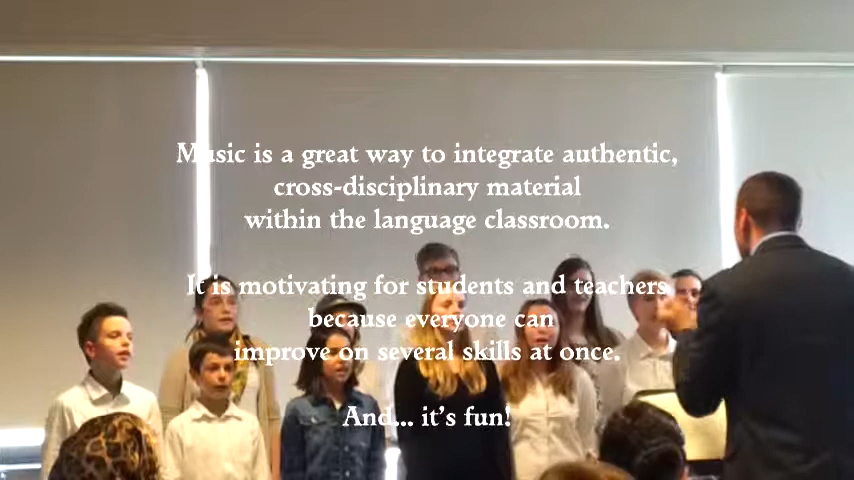 Music is a great way to integrate authentic,
cross-disciplinary material
within the language classroom.
It is motivating for students and teachers
because everyone can
improve on several skills at once.
And... it's fun!